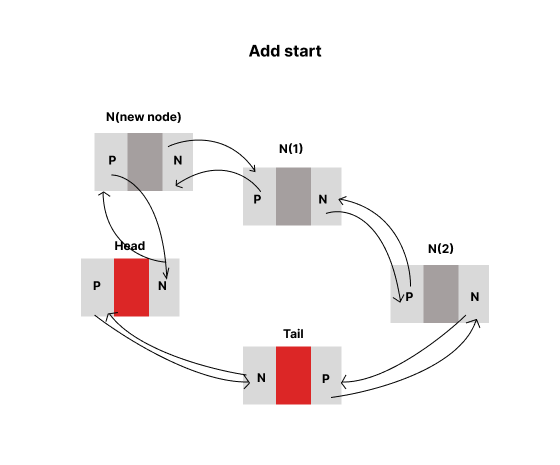 Add start
N(new node)
P N
N(1)
P N
Head
P N
N(2)
P N
Tail
N P